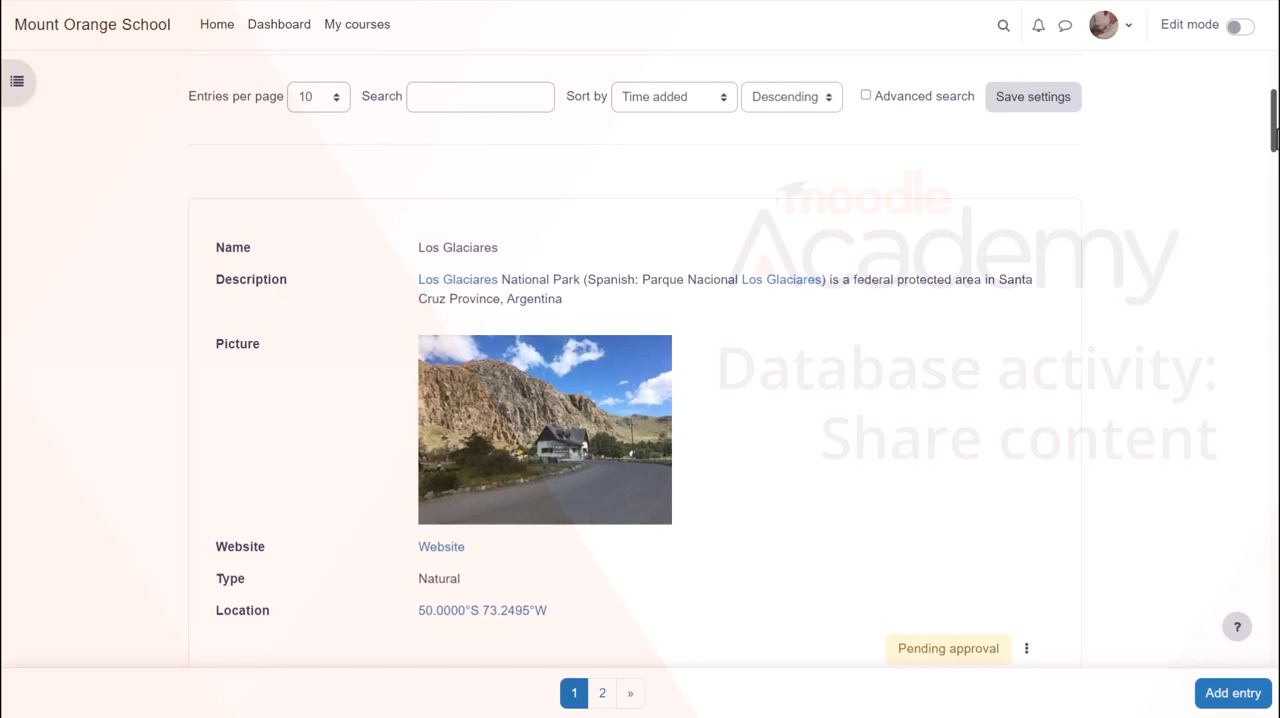 Mount Orange School Home Dashboard My courses Edit mode
Entries per page 10 Search Sort by Time added Descending Advanced search Save settings
moodle
Academy
Name Los Glaciares
Description Los Glaciares National Park (Spanish: Parque Nacional Los Glaciares) is a federal protected area in Santa
Cruz Province, Argentina
Picture
Database activity:
Share content
Website Website
Type Natural
Location 50.0000°S 73.2495°W
?
Pending approval
1 2 »
Add entry